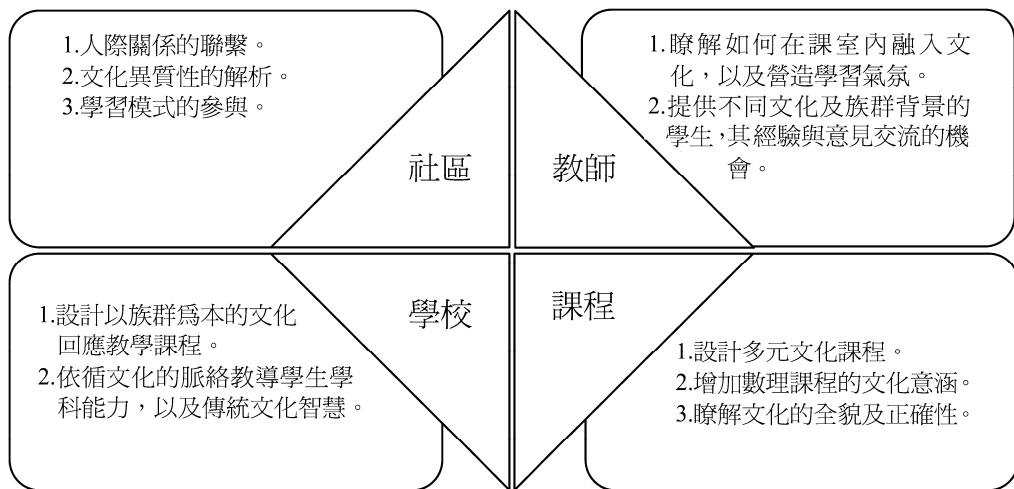 1.人際關係的聯繫。
2.文化異質性的解析。
3.學習模式的參與。
社區
1.瞭解如何在課室內融入文
化，以及營造學習氣氛。
2.提供不同文化及族群背景的
學生，其經驗與意見交流的機
會。
教師
1.設計以族群爲本的文化
回應教學課程。
2.依循文化的脈絡教導學生學
科能力，以及傳統文化智慧。
學校
課程
1.設計多元文化課程。
2.增加數理課程的文化意涵。
3.瞭解文化的全貌及正確性。